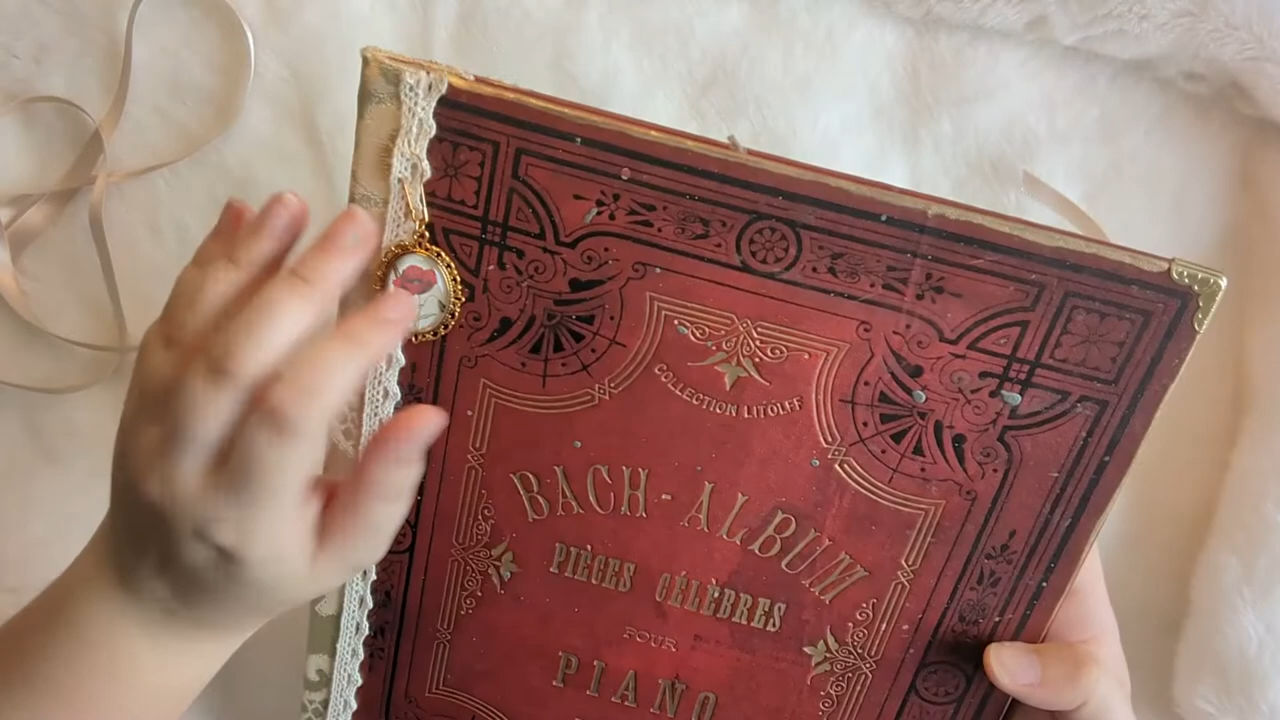 COLLECTION LITOLFF
BACH-ALBUM
PIÈCES CÉLÈBRES
POUR
PIANO